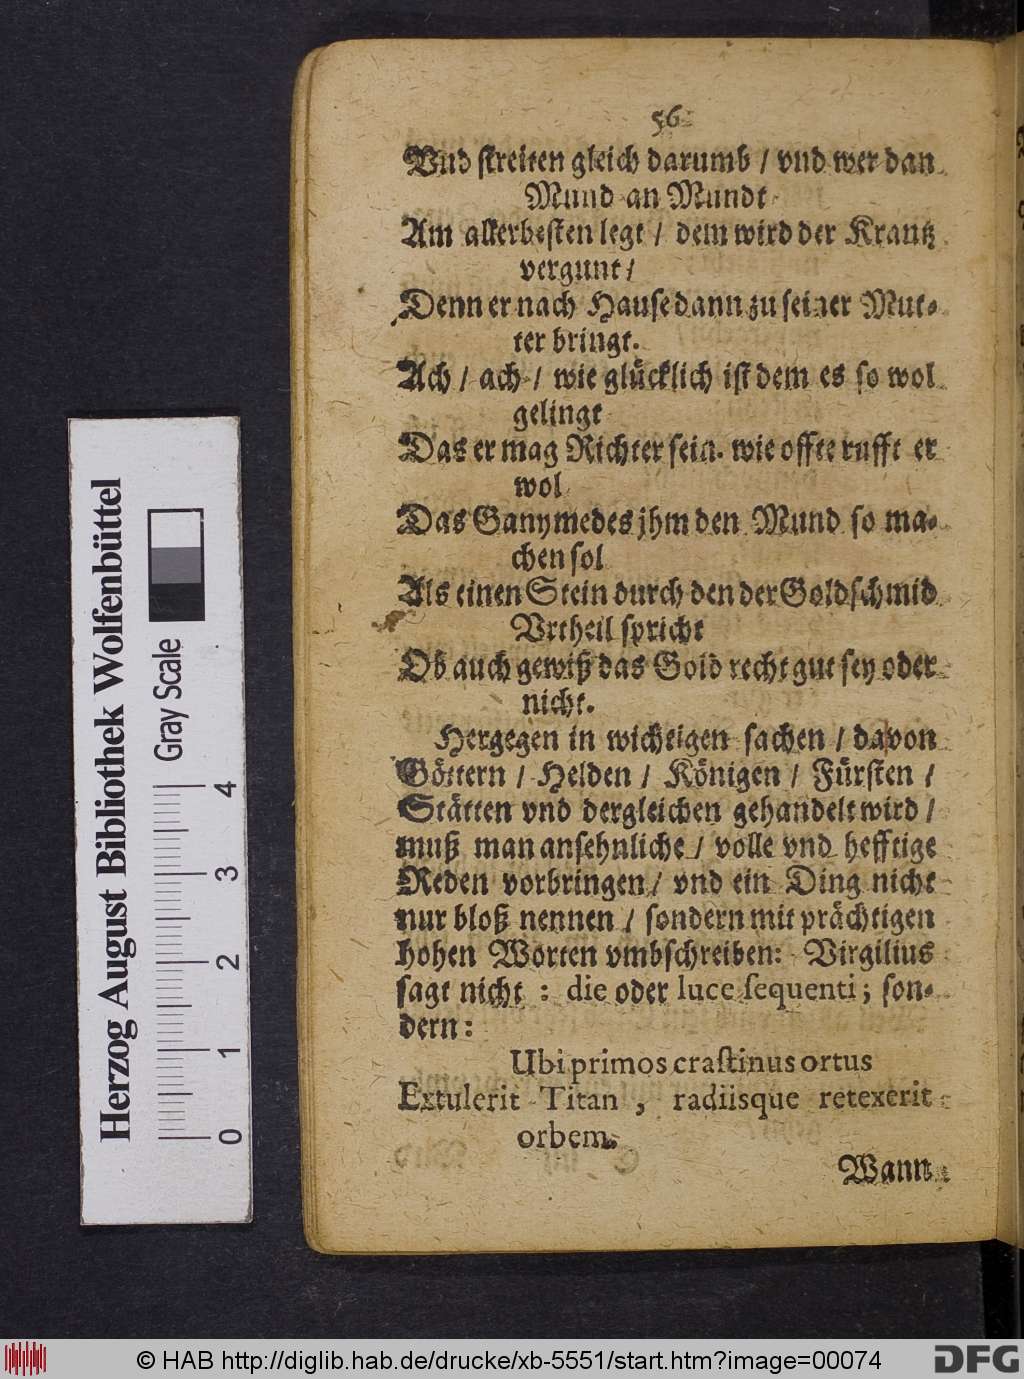 56
Vnd streiten gleich darumb / vnd wer dan
Mund an Mundt
Am allerbesten legt / dem wird der Krantz
vergunt /
Denn er nach Hause dann zu seiner Mut-
ter bringt.
Ach / ach / wie glücklich ist dem es so wol
gelingt
Das er mag Richter sein. wie offte rufft er
wol
Das Ganymedes jhm den Mund so ma-
chen sol
Als einen Stein durch den der Goldschmid
Vrtheil spricht
Ob auch gewiß das Gold recht gut sey oder
nicht.
Hergegen in wichtigen sachen / davon
Göttern / Helden / Königen / Fürsten /
Stätten vnd dergleichen gehandelt wird /
muß man ansehnliche / volle vnd hefftige
Reden vorbringen / vnd ein Ding nicht
nur bloß nennen / sondern mit prächtigen
hohen Worten vmbschreiben: Virgilius
sagt nicht : die oder luce sequenti; son-
dern:
Ubi primos crastinus ortus
Extulerit Titan , radiisque retexerit
orbem.
Wann
Herzog August Bibliothek Wolfenbüttel
Gray Scale
0 1 2 3 4
© HAB http://diglib.hab.de/drucke/xb-5551/start.htm?image=00074
DFG